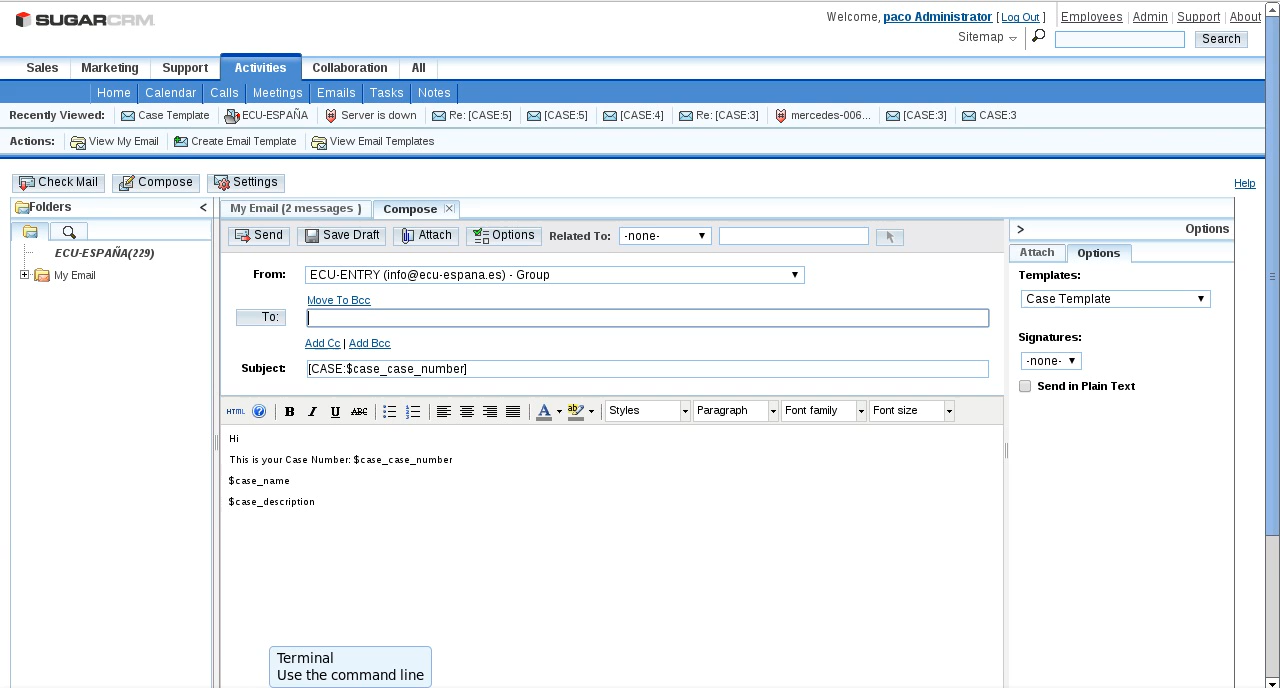 SUGARCRM
Welcome, paco Administrator [ Log Out ] Employees | Admin | Support | About
Sitemap Search
Sales Marketing Support Activities Collaboration All
Home Calendar Calls Meetings Emails Tasks Notes
Recently Viewed: Case Template ECU-ESPAÑA Server is down Re: [CASE:5] [CASE:5] [CASE:4] Re: [CASE:3] mercedes-006... [CASE:3] CASE:3
Actions: View My Email Create Email Template View Email Templates
Check Mail Compose Settings
Help
Folders <
My Email (2 messages ) Compose
Send Save Draft Attach Options Related To: -none-
> Options
Attach Options
ECU-ESPAÑA(229)
My Email
From: ECU-ENTRY (info@ecu-espana.es) - Group
Templates:
Case Template
Move To Bcc
To:
Add Cc | Add Bcc
Signatures:
-none-
Subject: [CASE:$case_case_number]
Send in Plain Text
HTML ? B I U ABC A ab Styles Paragraph Font family Font size
Hi
This is your Case Number: $case_case_number
$case_name
$case_description
Terminal
Use the command line